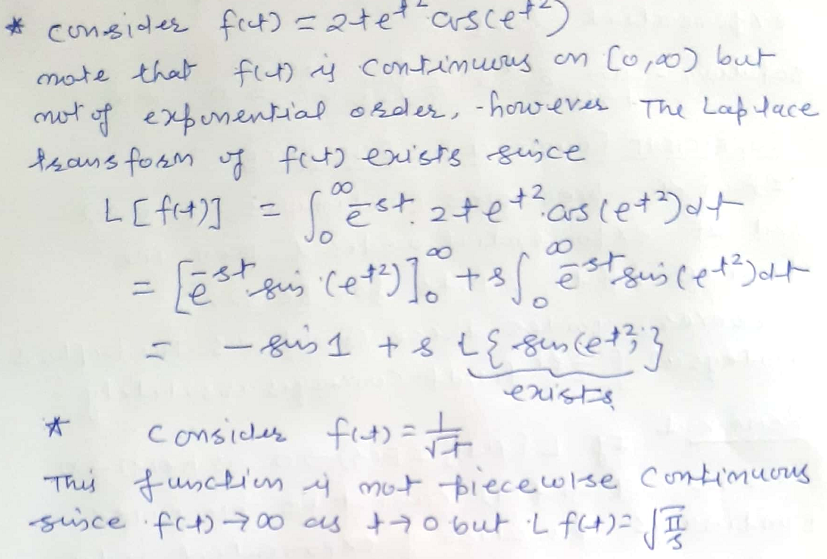 * consider f(t) = 2te^t² cos(e^t²)
note that f(t) is continuous on [0,∞) but
not of exponential order, however The Laplace
transform of f(t) exists since
L[f(t)] = ∫₀^∞ e^-st 2te^t² cos(e^t²)dt
= [e^-st sin(e^t²)]₀^∞ + s∫₀^∞ e^-st sin(e^t²)dt
= - sin 1 + s L{sin(e^t²)}
exists
* Consider f(t) = 1/√t
This function is not piecewise continuous
since f(t)→∞ as t→0 but L f(t) = √π/s